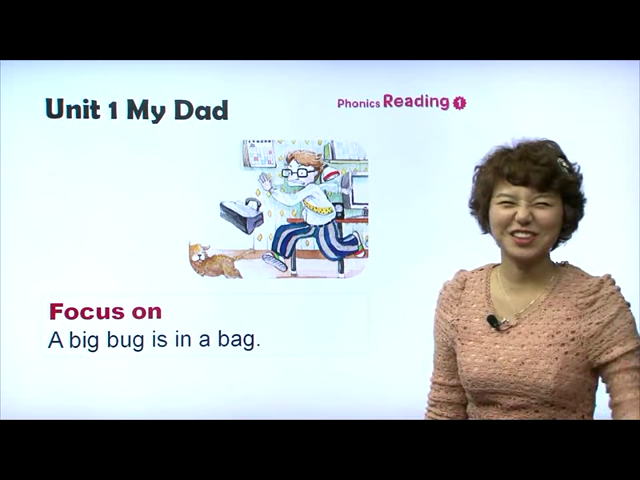 Unit 1 My Dad
Phonics Reading 1
Focus on
A big bug is in a bag.